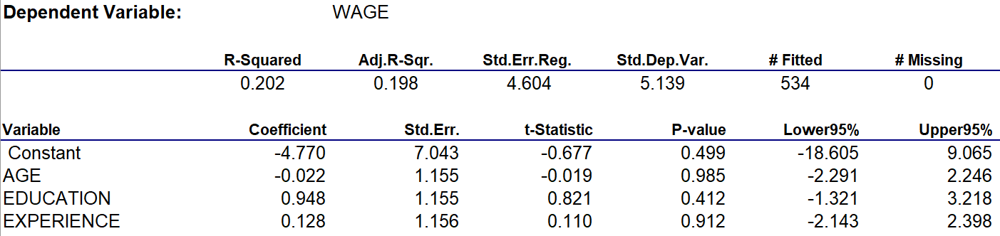 Dependent Variable: WAGE
R-Squared Adj.R-Sqr. Std.Err.Reg. Std.Dep.Var. # Fitted # Missing
0.202 0.198 4.604 5.139 534 0
Variable Coefficient Std.Err. t-Statistic P-value Lower95% Upper95%
Constant -4.770 7.043 -0.677 0.499 -18.605 9.065
AGE -0.022 1.155 -0.019 0.985 -2.291 2.246
EDUCATION 0.948 1.155 0.821 0.412 -1.321 3.218
EXPERIENCE 0.128 1.156 0.110 0.912 -2.143 2.398